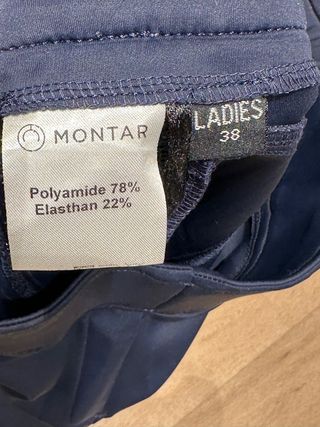 MONTAR
Polyamide 78%
Elasthan 22%
LADIES
38